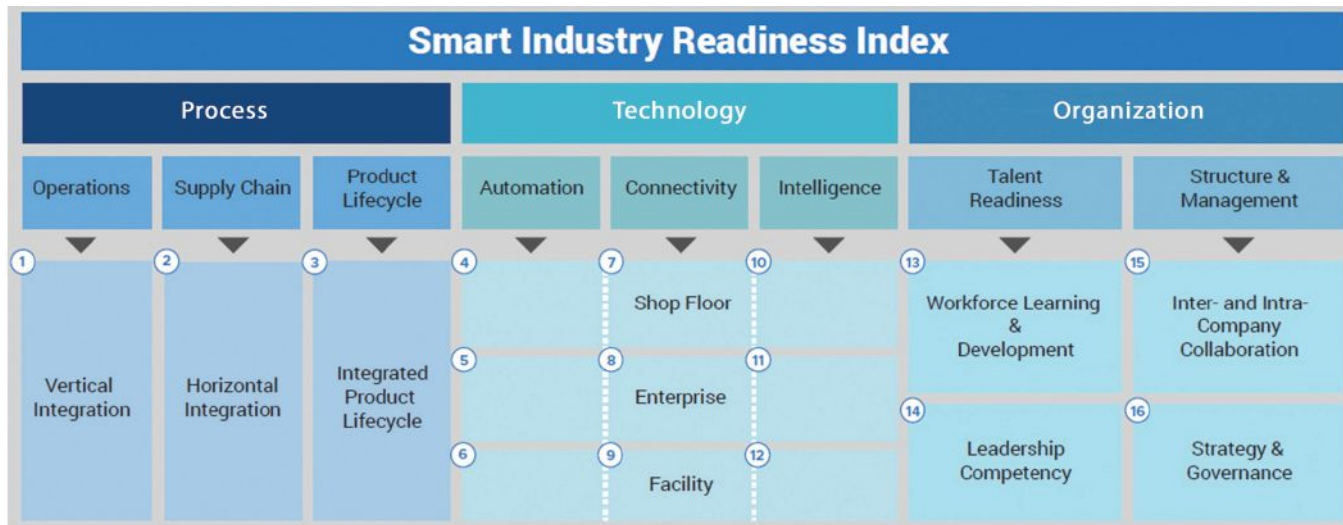 Smart Industry Readiness Index
Process
Technology
Organization
Operations
Supply Chain
Product
Lifecycle
Automation
Connectivity
Intelligence
Talent
Readiness
Structure &
Management
1
2
3
4
7
10
13
15
Shop Floor
Workforce Learning
&
Development
Inter- and Intra-
Company
Collaboration
5
8
11
Vertical
Integration
Horizontal
Integration
Integrated
Product
Lifecycle
Enterprise
14
16
6
9
12
Facility
Leadership
Competency
Strategy &
Governance